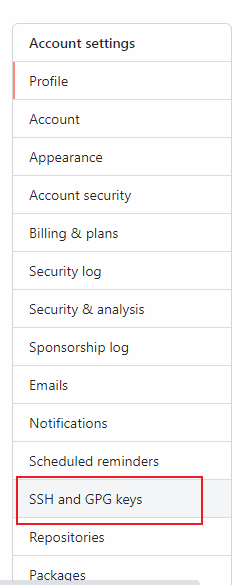 Account settings
Profile
Account
Appearance
Account security
Billing & plans
Security log
Security & analysis
Sponsorship log
Emails
Notifications
Scheduled reminders
SSH and GPG keys
Repositories
Packages